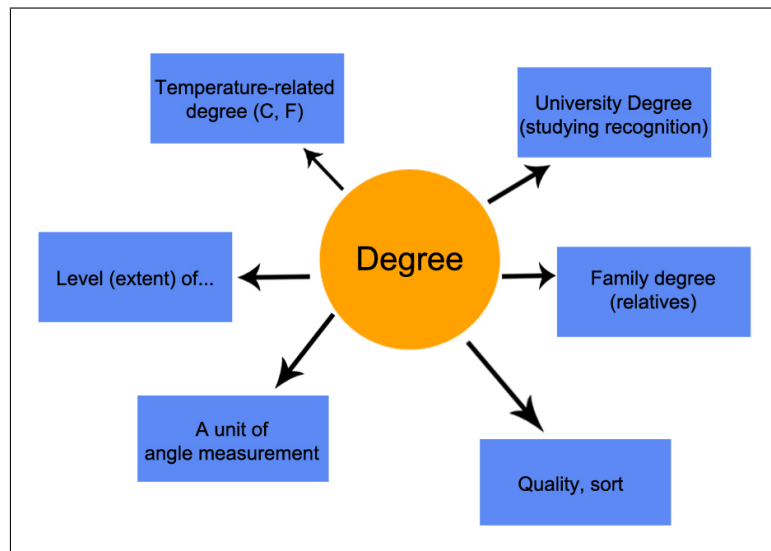 Temperature-related
degree (C, F)
University Degree
(studying recognition)
Degree
Level (extent) of...
Family degree
(relatives)
A unit of
angle measurement
Quality, sort